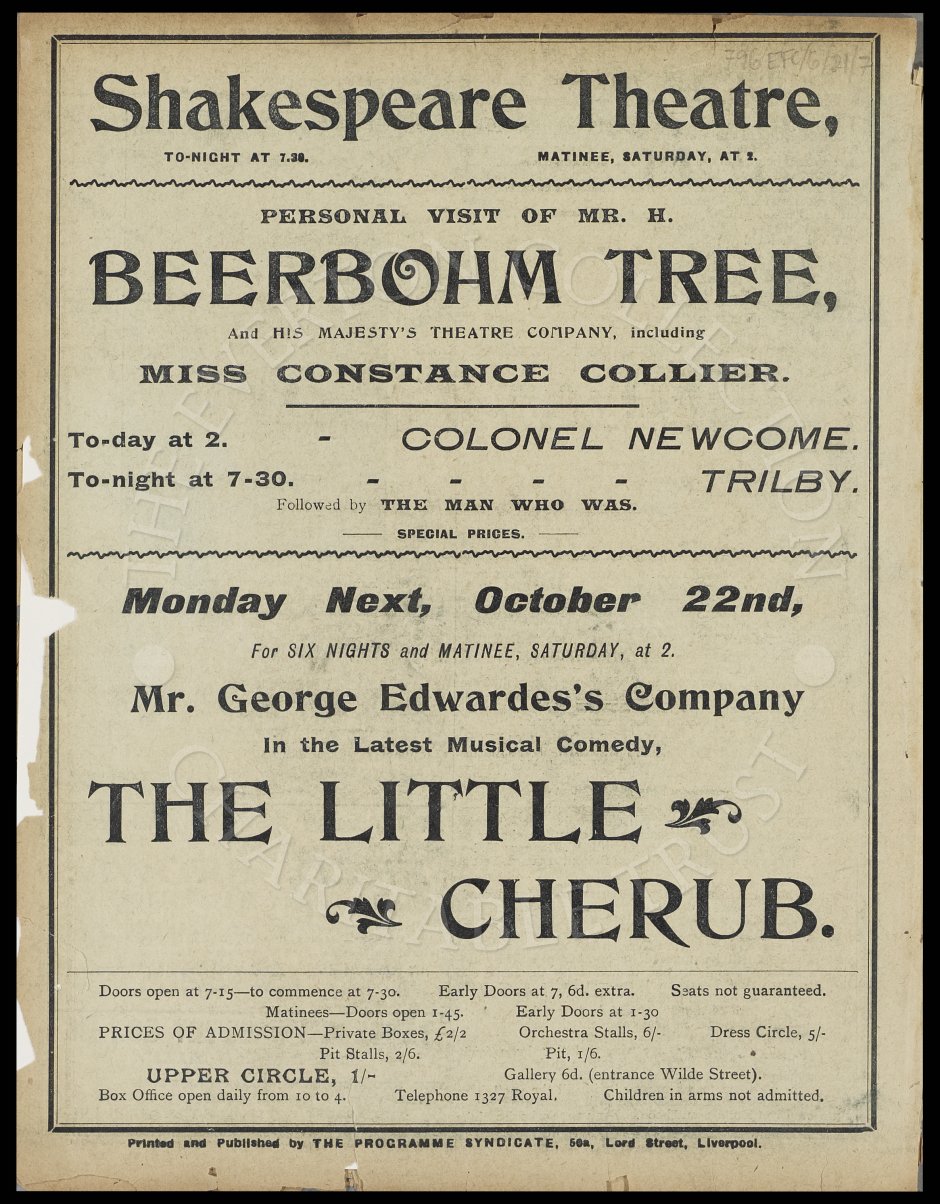 796 EFC/6/21/7
Shakespeare Theatre,
TO-NIGHT AT 7.30. MATINEE, SATURDAY, AT 2.
PERSONAL VISIT OF MR. H.
BEERBOHM TREE,
And HIS MAJESTY'S THEATRE COMPANY, including
MISS CONSTANCE COLLIER.
To-day at 2. - COLONEL NEWCOME.
To-night at 7-30. - - - - TRILBY.
Followed by THE MAN WHO WAS.
SPECIAL PRICES.
Monday Next, October 22nd,
For SIX NIGHTS and MATINEE, SATURDAY, at 2.
Mr. George Edwardes's Company
In the Latest Musical Comedy,
THE LITTLE
CHERUB.
Doors open at 7-15—to commence at 7-30. Early Doors at 7, 6d. extra. Seats not guaranteed.
Matinees—Doors open 1-45. Early Doors at 1-30
PRICES OF ADMISSION—Private Boxes, £2/2 Orchestra Stalls, 6/- Dress Circle, 5/-
Pit Stalls, 2/6. Pit, 1/6.
UPPER CIRCLE, 1/- Gallery 6d. (entrance Wilde Street).
Box Office open daily from 10 to 4. Telephone 1327 Royal. Children in arms not admitted.
Printed and Published by THE PROGRAMME SYNDICATE, 56a, Lord Street, Liverpool.
THE EVERTON COLLECTION
CHARITABLE TRUST